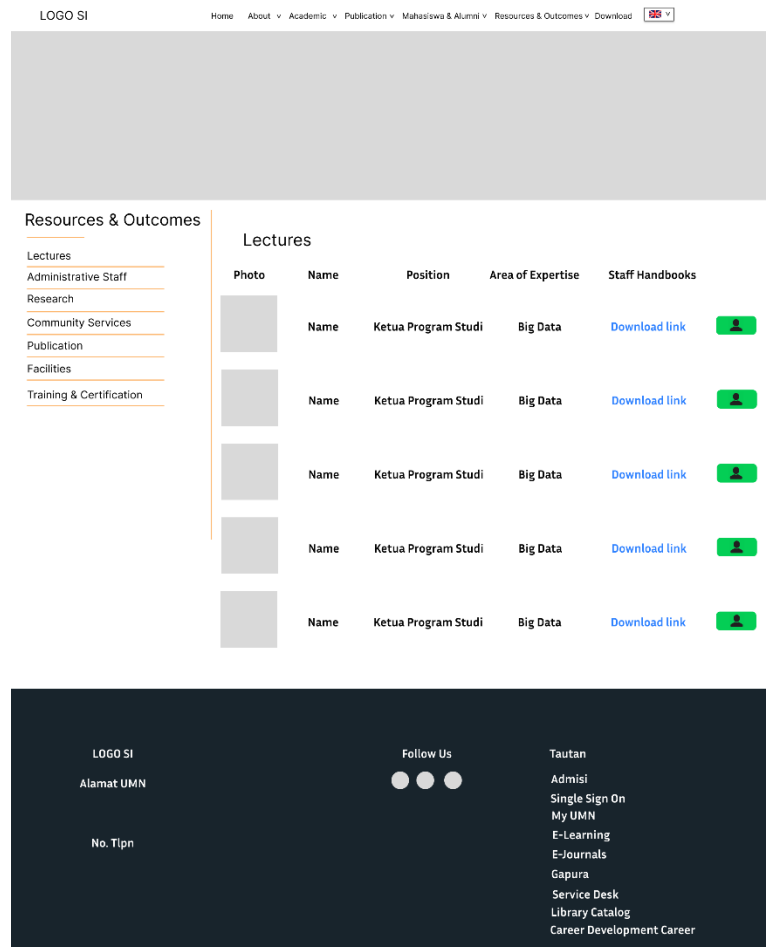 LOGO SI
Home About Academic Publication Mahasiswa & Alumni Resources & Outcomes Download
Resources & Outcomes
Lectures
Administrative Staff
Research
Community Services
Publication
Facilities
Training & Certification
Lectures
Photo Name Position Area of Expertise Staff Handbooks
Name Ketua Program Studi Big Data Download link
Name Ketua Program Studi Big Data Download link
Name Ketua Program Studi Big Data Download link
Name Ketua Program Studi Big Data Download link
Name Ketua Program Studi Big Data Download link
LOGO SI
Alamat UMN
No. Tlpn
Follow Us
Tautan
Admisi
Single Sign On
My UMN
E-Learning
E-Journals
Gapura
Service Desk
Library Catalog
Career Development Career